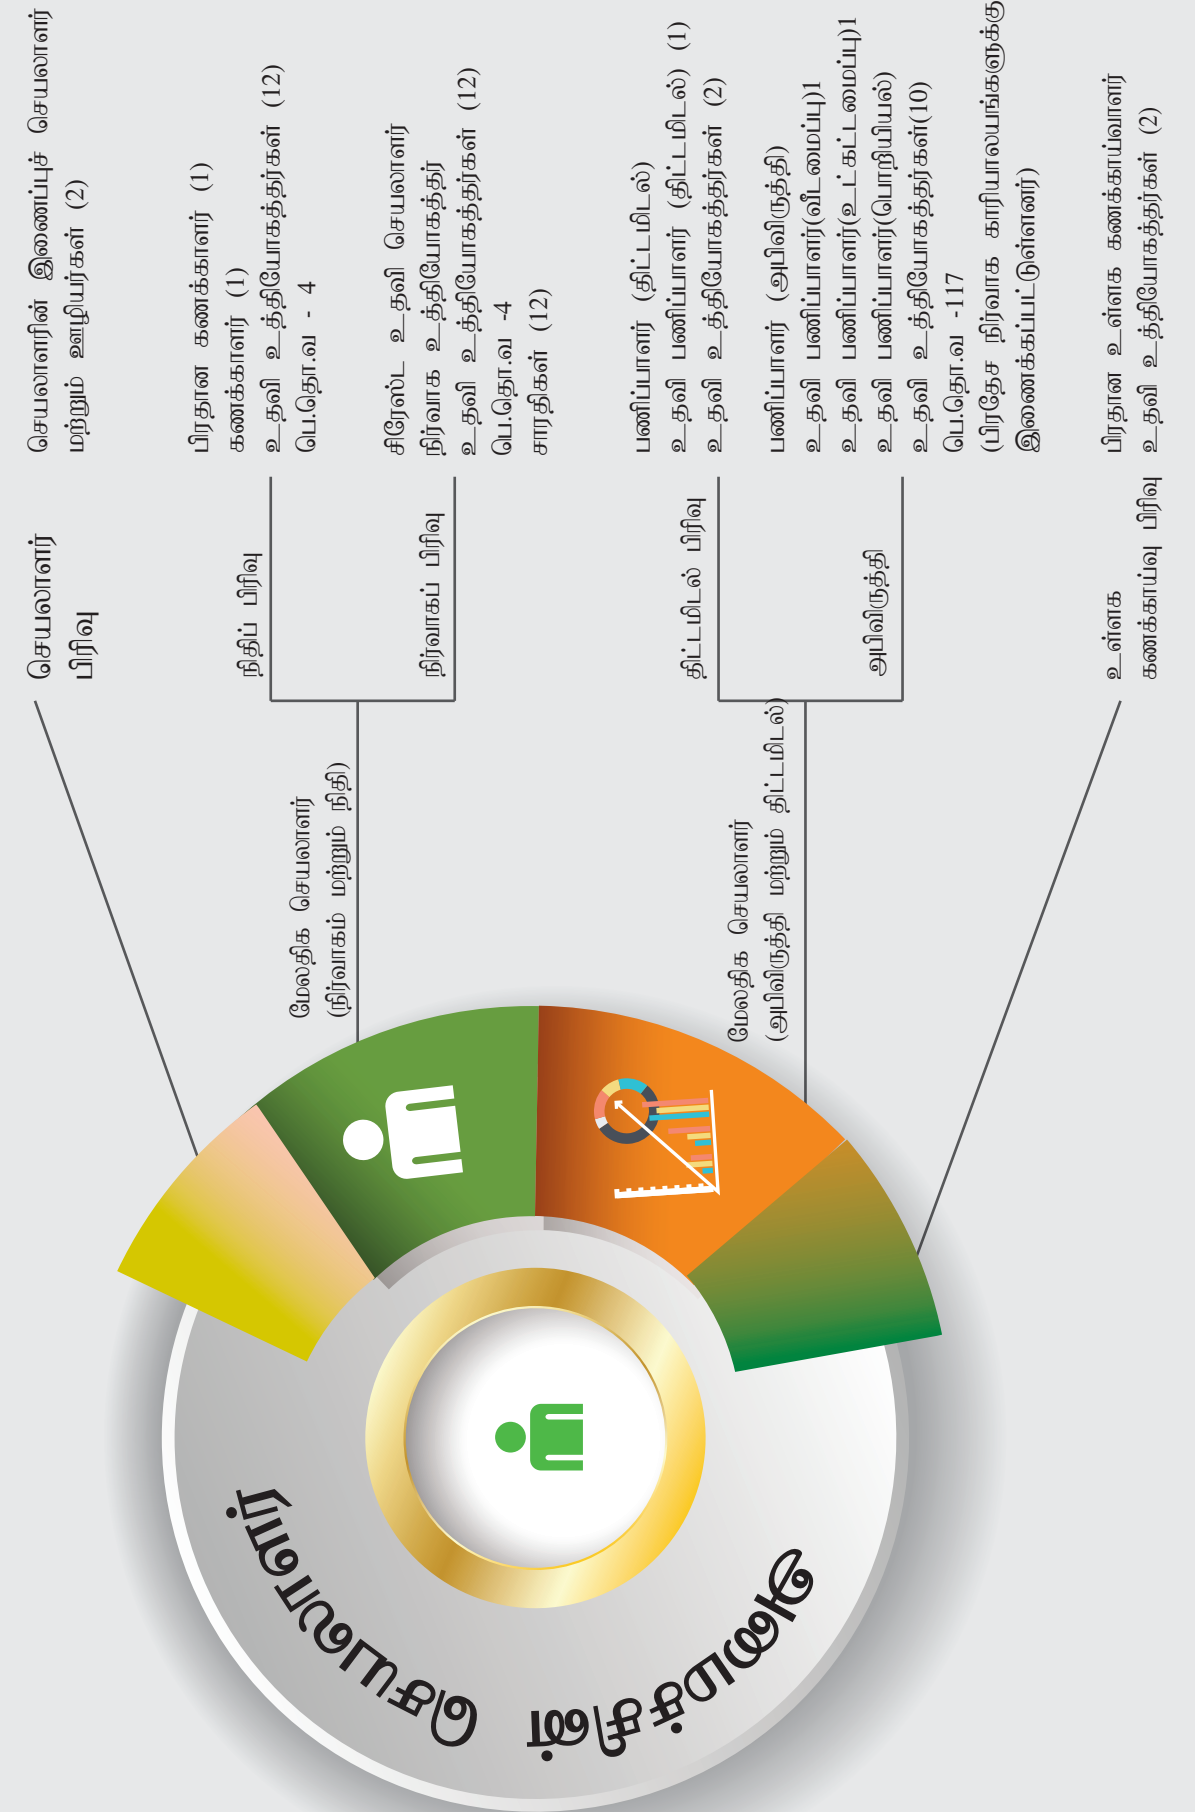 அமைச்சின் செயலாளர்
செயலாளர்
பிரிவு
செயலாளரின் இணைப்புச் செயலாளர்
மற்றும் ஊழியர்கள் (2)
மேலதிக செயலாளர்
(நிர்வாகம் மற்றும் நிதி)
நிதிப் பிரிவு
பிரதான கணக்காளர் (1)
கணக்காளர் (1)
உதவி உத்தியோகத்தர்கள் (12)
பெ.தொ.வ - 4
நிர்வாகப் பிரிவு
சிரேஸ்ட உதவி செயலாளர்
நிர்வாக உத்தியோகத்தர்
உதவி உத்தியோகத்தர்கள் (12)
பெ.தொ.வ -4
சாரதிகள் (12)
மேலதிக செயலாளர்
(அபிவிருத்தி மற்றும் திட்டமிடல்)
திட்டமிடல் பிரிவு
பணிப்பாளர் (திட்டமிடல்)
உதவி பணிப்பாளர் (திட்டமிடல்) (1)
உதவி உத்தியோகத்தர்கள் (2)
அபிவிருத்தி
பணிப்பாளர் (அபிவிருத்தி)
உதவி பணிப்பாளர்(வீடமைப்பு)1
உதவி பணிப்பாளர்(உட்கட்டமைப்பு)1
உதவி பணிப்பாளர்(பொறியியல்)
உதவி உத்தியோகத்தர்கள்(10)
பெ.தொ.வ -117
(பிரதேச நிர்வாக காரியாலயங்களுக்கு
இணைக்கப்பட்டுள்ளனர்)
உள்ளக
கணக்காய்வு பிரிவு
பிரதான உள்ளக கணக்காய்வாளர்
உதவி உத்தியோகத்தர்கள் (2)